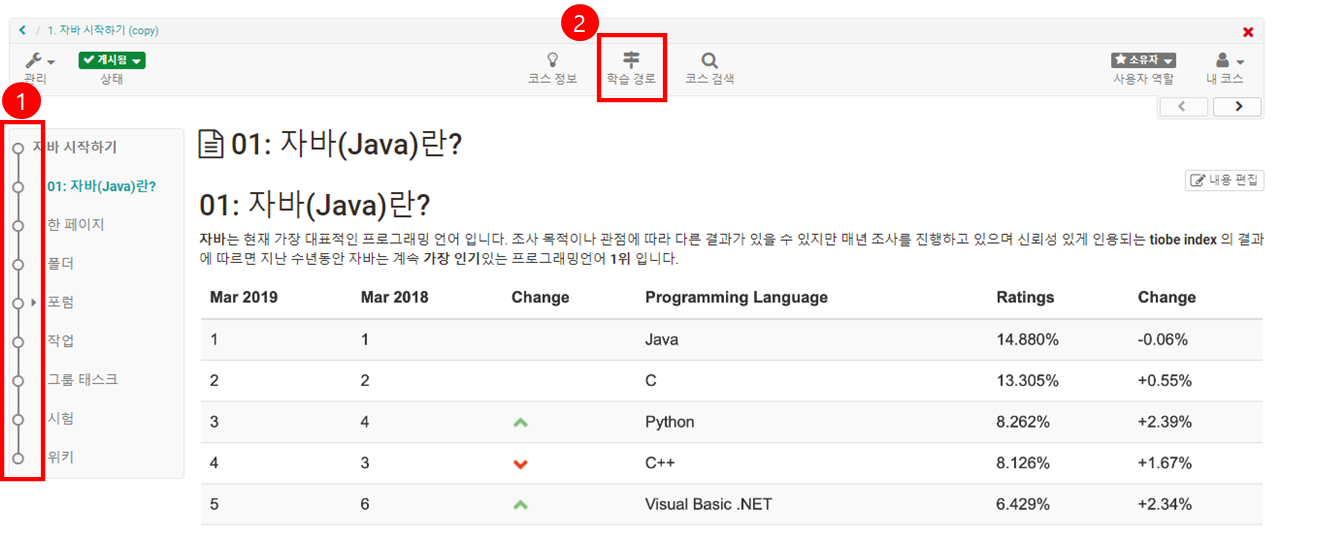 2
1. 자바 시작하기 (copy)
관리
게시됨
상태
코스 정보
학습 경로
코스 검색
소유자
사용자 역할
내 코스
1
자바 시작하기
01: 자바(Java)란?
한 페이지
폴더
포럼
작업
그룹 태스크
시험
위키
01: 자바(Java)란?
내용 편집
01: 자바(Java)란?
자바는 현재 가장 대표적인 프로그래밍 언어 입니다. 조사 목적이나 관점에 따라 다른 결과가 있을 수 있지만 매년 조사를 진행하고 있으며 신뢰성 있게 인용되는 tiobe index 의 결과
에 따르면 지난 수년동안 자바는 계속 가장 인기있는 프로그래밍언어 1위 입니다.
Mar 2019 Mar 2018 Change Programming Language Ratings Change
1 1 Java 14.880% -0.06%
2 2 C 13.305% +0.55%
3 4 Python 8.262% +2.39%
4 3 C++ 8.126% +1.67%
5 6 Visual Basic .NET 6.429% +2.34%